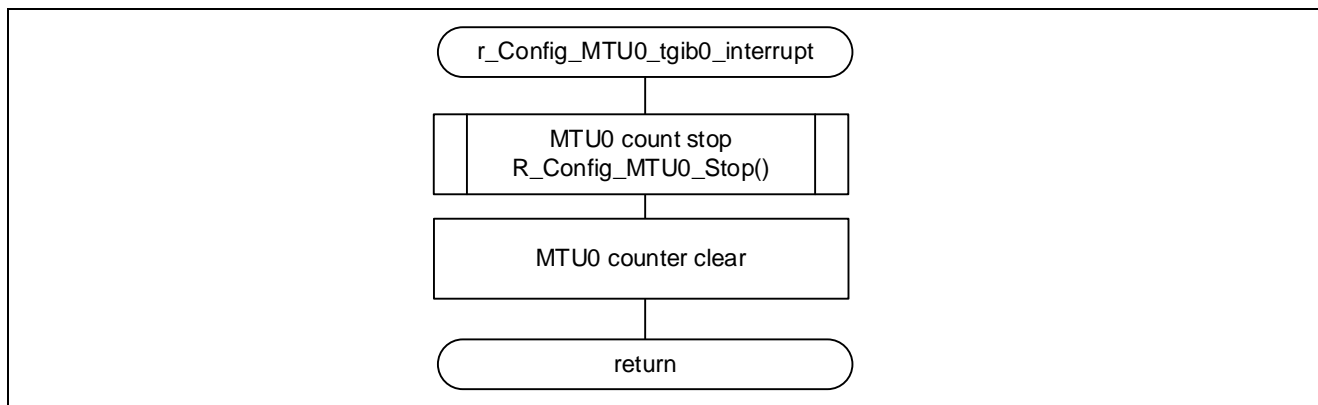 r_Config_MTU0_tgib0_interrupt
MTU0 count stop
R_Config_MTU0_Stop()
MTU0 counter clear
return